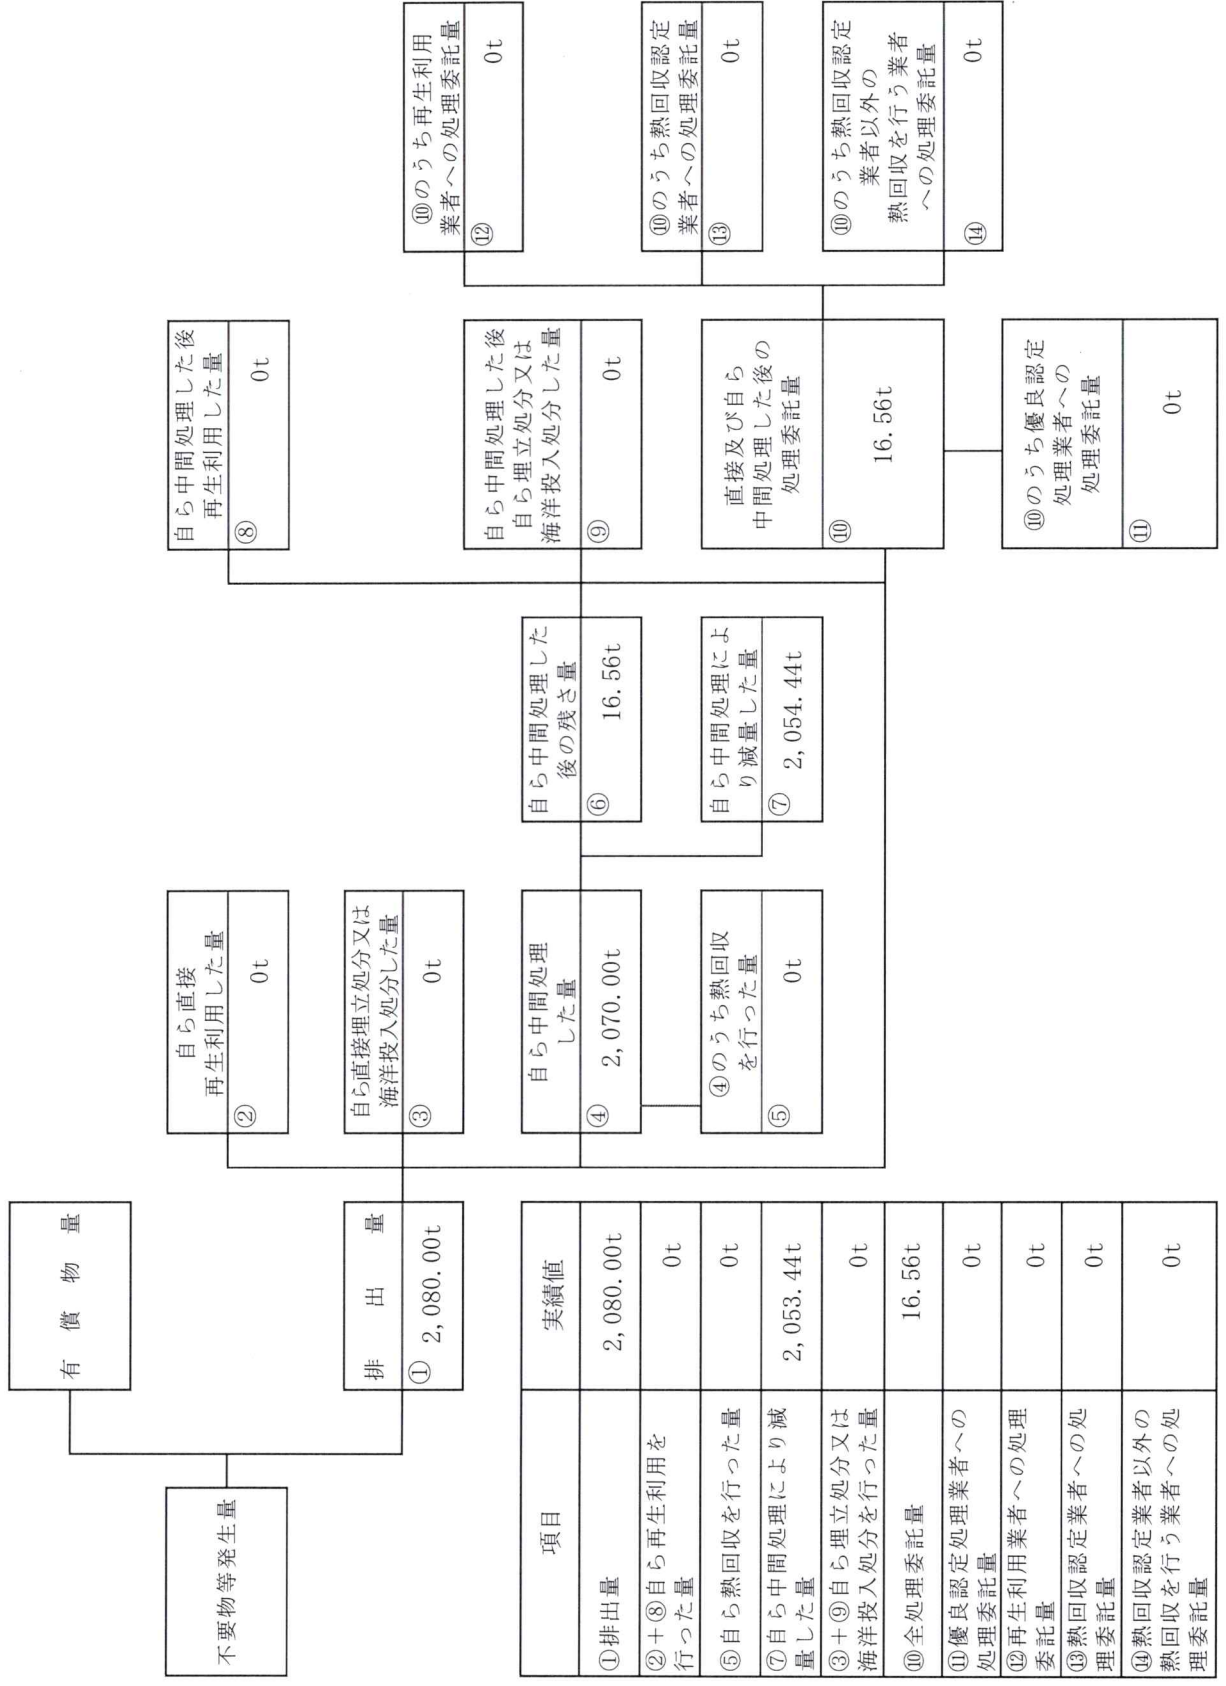 不要物等発生量
有償物量
排出量
① 2,080.00t
自ら直接
再生利用した量
② 0t
自ら直接埋立処分又は
海洋投入処分した量
③ 0t
自ら中間処理
した量
④ 2,070.00t
④のうち熱回収
を行った量
⑤ 0t
自ら中間処理した
後の残さ量
⑥ 16.56t
自ら中間処理によ
り減量した量
⑦ 2,054.44t
自ら中間処理した後
再生利用した量
⑧ 0t
自ら中間処理した後
自ら埋立処分又は
海洋投入処分した量
⑨ 0t
直接及び自ら
中間処理した後の
処理委託量
⑩ 16.56t
⑩のうち優良認定
処理業者への
処理委託量
⑪ 0t
⑩のうち再生利用
業者への処理委託量
⑫ 0t
⑩のうち熱回収認定
業者への処理委託量
⑬ 0t
⑩のうち熱回収認定
業者以外の
熱回収を行う業者
への処理委託量
⑭ 0t
項目 実績値
①排出量 2,080.00t
②＋⑧自ら再生利用を
行った量 0t
⑤自ら熱回収を行った量 0t
⑦自ら中間処理により減
量した量 2,053.44t
③＋⑨自ら埋立処分又は
海洋投入処分を行った量 0t
⑩全処理委託量 16.56t
⑪優良認定処理業者への
処理委託量 0t
⑫再生利用業者への処理
委託量 0t
⑬熱回収認定業者への処
理委託量 0t
⑭熱回収認定業者以外の
熱回収を行う業者への処
理委託量 0t